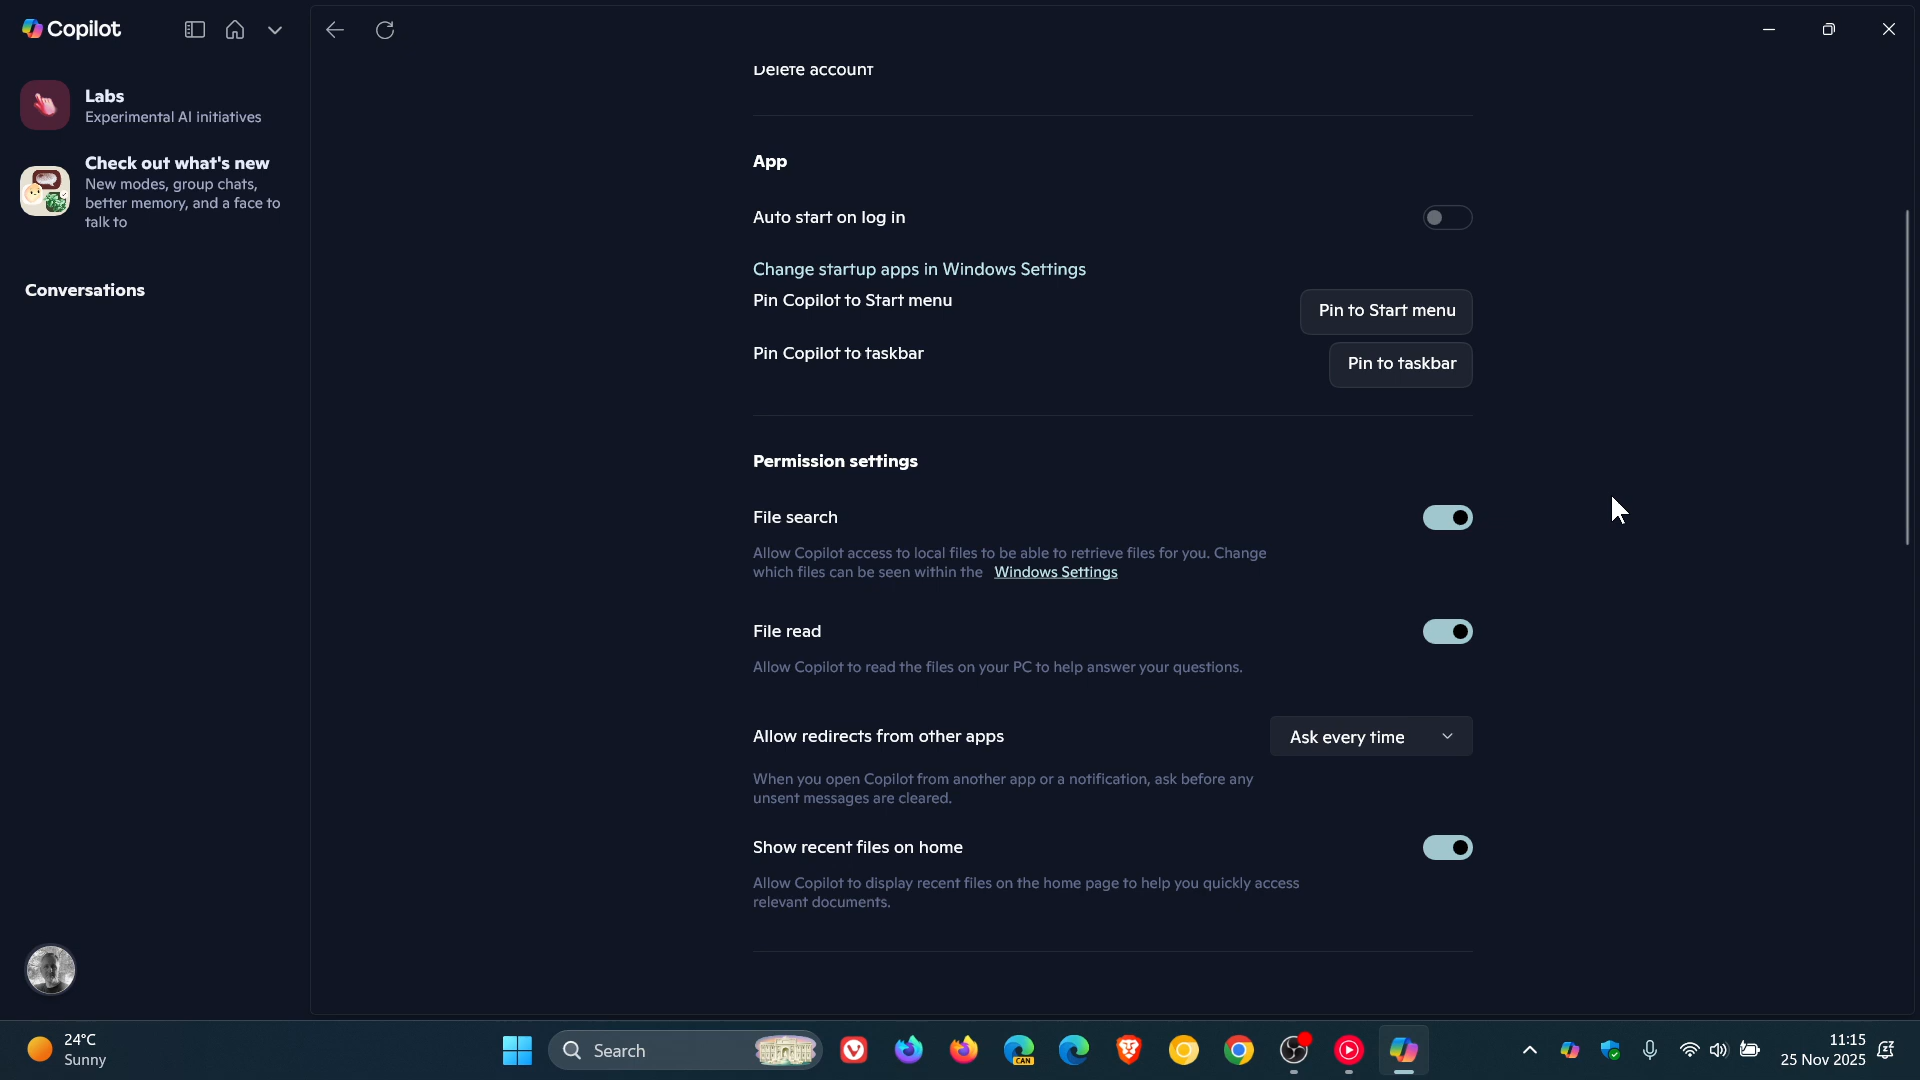 Copilot
Labs
Experimental AI initiatives
Check out what's new
New modes, group chats,
better memory, and a face to
talk to
Conversations
Delete account
App
Auto start on log in
Change startup apps in Windows Settings
Pin Copilot to Start menu
Pin to Start menu
Pin Copilot to taskbar
Pin to taskbar
Permission settings
File search
Allow Copilot access to local files to be able to retrieve files for you. Change
which files can be seen within the Windows Settings
File read
Allow Copilot to read the files on your PC to help answer your questions.
Allow redirects from other apps
Ask every time
When you open Copilot from another app or a notification, ask before any
unsent messages are cleared.
Show recent files on home
Allow Copilot to display recent files on the home page to help you quickly access
relevant documents.
24°C
Sunny
Search
CAN
11:15
25 Nov 2025